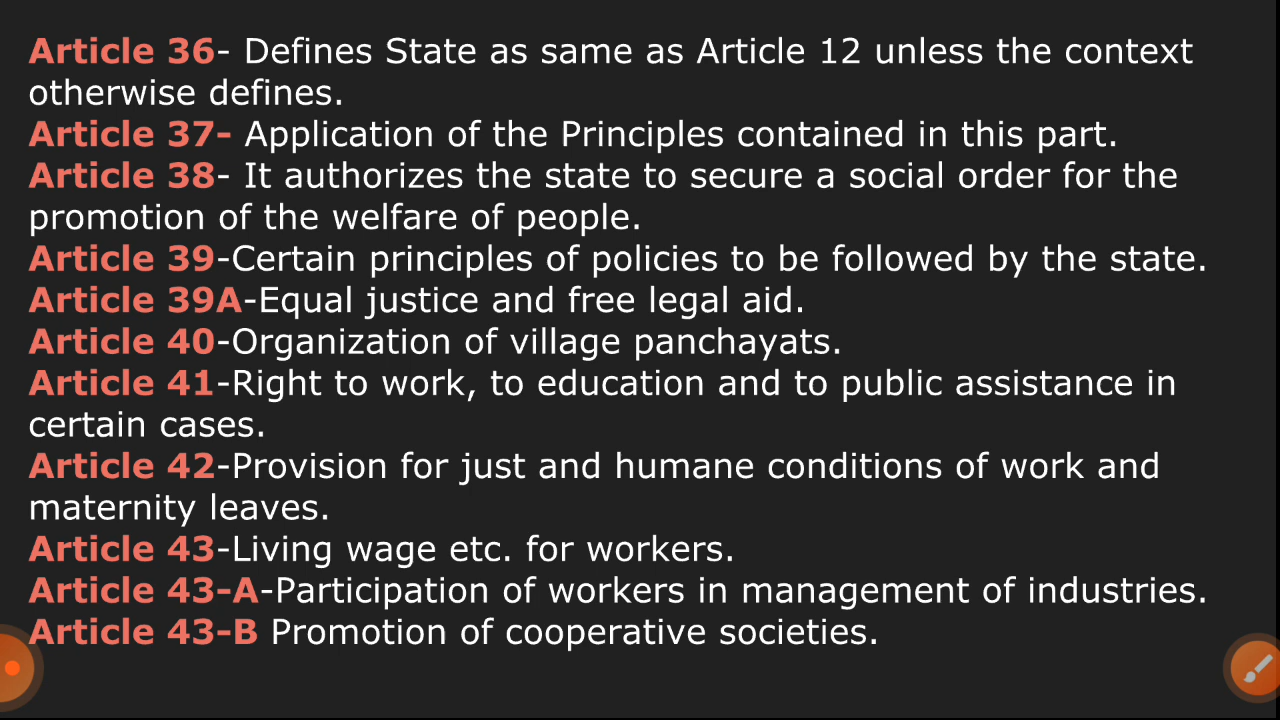 Article 36- Defines State as same as Article 12 unless the context
otherwise defines.
Article 37- Application of the Principles contained in this part.
Article 38- It authorizes the state to secure a social order for the
promotion of the welfare of people.
Article 39-Certain principles of policies to be followed by the state.
Article 39A-Equal justice and free legal aid.
Article 40-Organization of village panchayats.
Article 41-Right to work, to education and to public assistance in
certain cases.
Article 42-Provision for just and humane conditions of work and
maternity leaves.
Article 43-Living wage etc. for workers.
Article 43-A-Participation of workers in management of industries.
Article 43-B Promotion of cooperative societies.